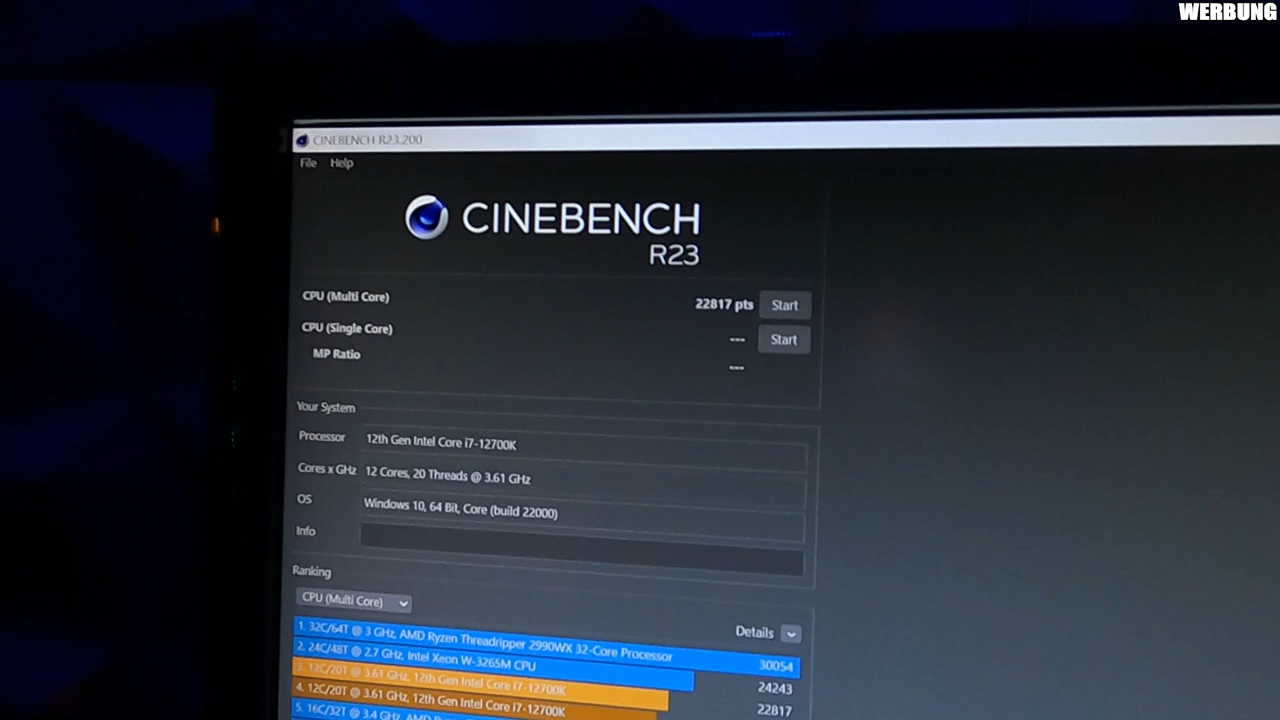 WERBUNG
CINEBENCH R23.200
File Help
CINEBENCH
R23
CPU (Multi Core) 22817 pts Start
CPU (Single Core) --- Start
MP Ratio ---
Your System
Processor 12th Gen Intel Core i7-12700K
Cores x GHz 12 Cores, 20 Threads @ 3.61 GHz
OS Windows 10, 64 Bit, Core (build 22000)
Info
Ranking
CPU (Multi Core) Details
1. 32C/64T @ 3 GHz, AMD Ryzen Threadripper 2990WX 32-Core Processor 30054
2. 24C/48T @ 2.7 GHz, Intel Xeon W-3265M CPU 24243
3. 12C/20T @ 3.61 GHz, 12th Gen Intel Core i7-12700K 22817
4. 12C/20T @ 3.61 GHz, 12th Gen Intel Core i7-12700K
5. 16C/32T @ 3.4 GHz, AMD